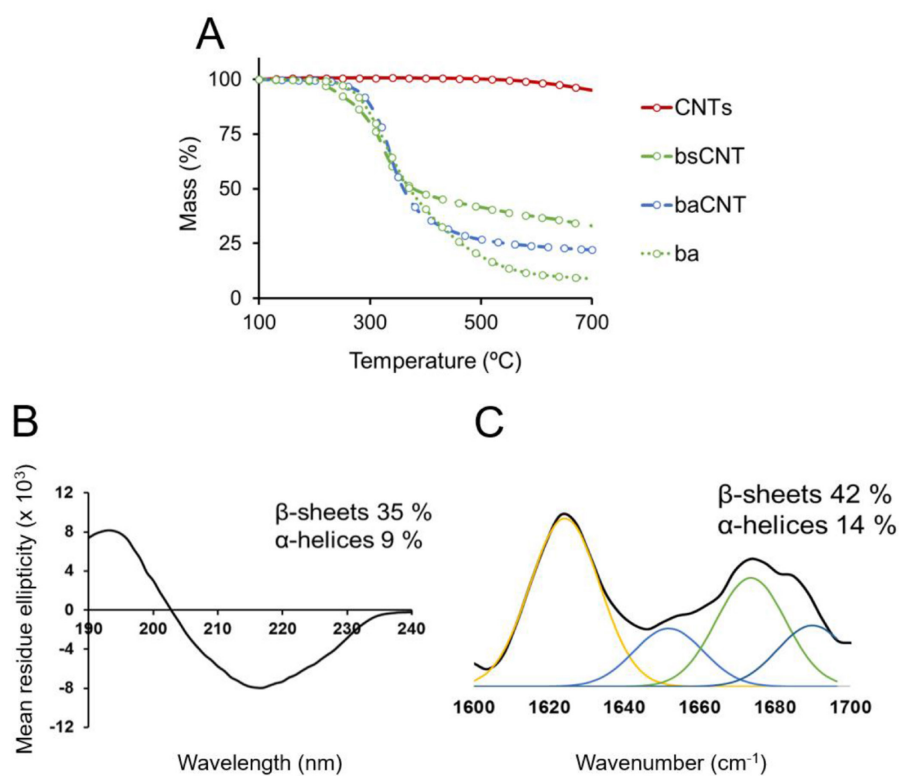 A
100
75
50
25
0
Mass (%)
100 300 500 700
Temperature (ºC)
CNTs
bsCNT
baCNT
ba
B
12
8
4
0
-4
-8
-12
190 200 210 220 230 240
Mean residue ellipticity (x 10³)
β-sheets 35 %
α-helices 9 %
Wavelength (nm)
C
β-sheets 42 %
α-helices 14 %
1600 1620 1640 1660 1680 1700
Wavenumber (cm⁻¹)